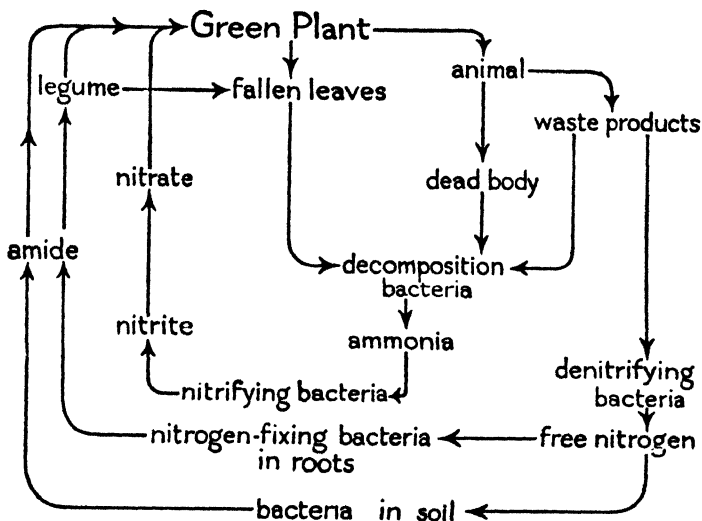 Green Plant
legume
fallen leaves
animal
waste products
nitrate
dead body
amide
decomposition
bacteria
nitrite
ammonia
denitrifying
bacteria
nitrifying bacteria
nitrogen-fixing bacteria
in roots
free nitrogen
bacteria in soil